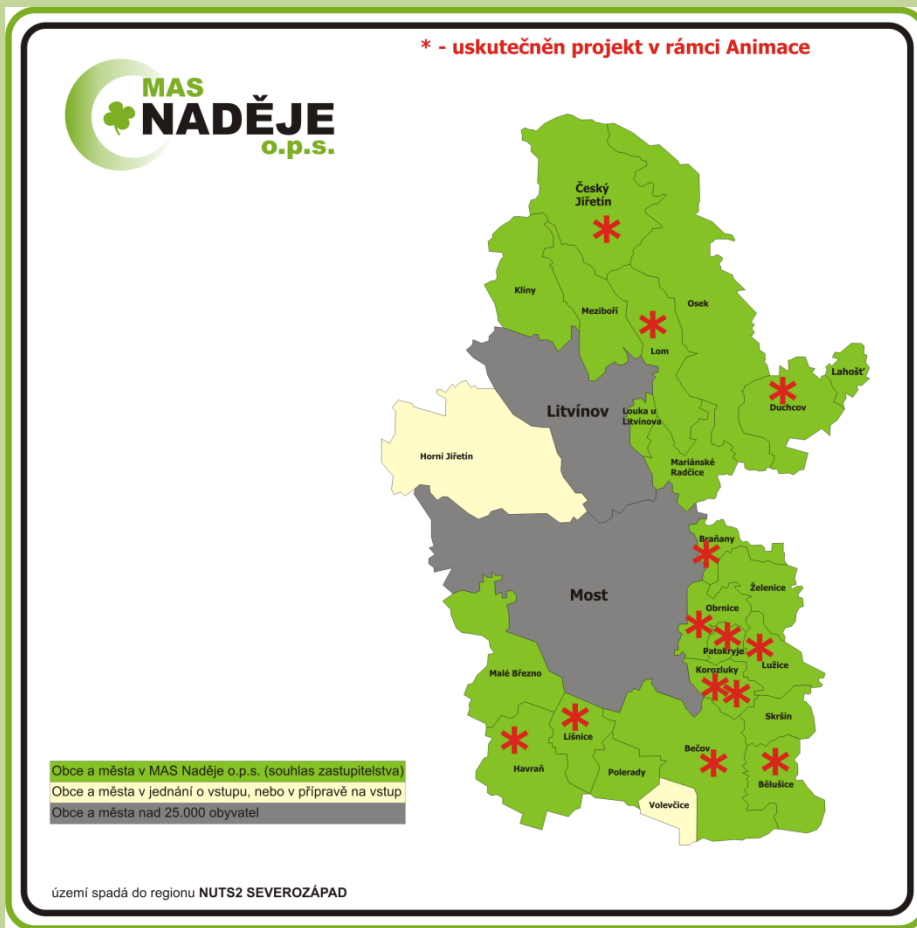 * - uskutečněn projekt v rámci Animace
MAS
NADĚJE
o.p.s.
Český
Jiřetín
Klíny
Meziboří
Osek
Lom
Lahošť
Duchcov
Litvínov
Louka u
Litvínova
Horní Jiřetín
Mariánské
Radčice
Braňany
Želenice
Most
Obrnice
Patokryje
Lužice
Malé Březno
Korozluky
Skršín
Lišnice
Bečov
Havraň
Polerady
Bělušice
Volevčice
Obce a města v MAS Naděje o.p.s. (souhlas zastupitelstva)
Obce a města v jednání o vstupu, nebo v přípravě na vstup
Obce a města nad 25.000 obyvatel
území spadá do regionu NUTS2 SEVEROZÁPAD